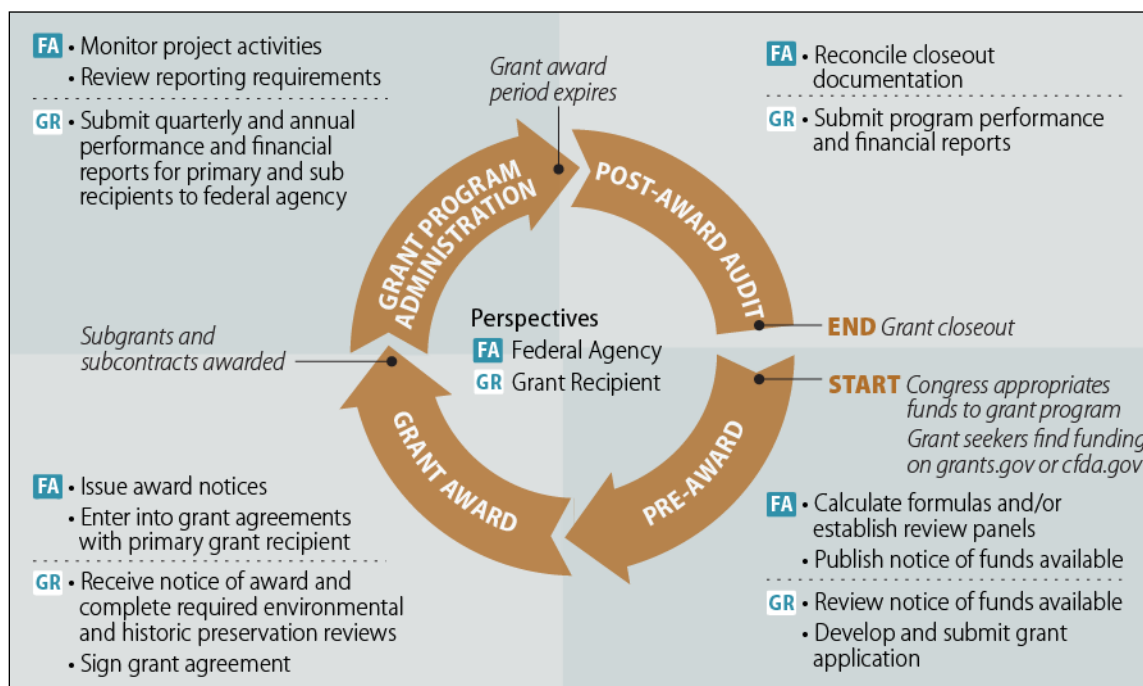 FA • Monitor project activities
• Review reporting requirements
GR • Submit quarterly and annual
performance and financial
reports for primary and sub
recipients to federal agency
Grant award
period expires
FA • Reconcile closeout
documentation
GR • Submit program performance
and financial reports
GRANT PROGRAM
ADMINISTRATION
POST-AWARD AUDIT
Subgrants and
subcontracts awarded
Perspectives
FA Federal Agency
GR Grant Recipient
END Grant closeout
START Congress appropriates
funds to grant program
Grant seekers find funding
on grants.gov or cfda.gov
GRANT AWARD
PRE-AWARD
FA • Issue award notices
• Enter into grant agreements
with primary grant recipient
GR • Receive notice of award and
complete required environmental
and historic preservation reviews
• Sign grant agreement
FA • Calculate formulas and/or
establish review panels
• Publish notice of funds available
GR • Review notice of funds available
• Develop and submit grant
application